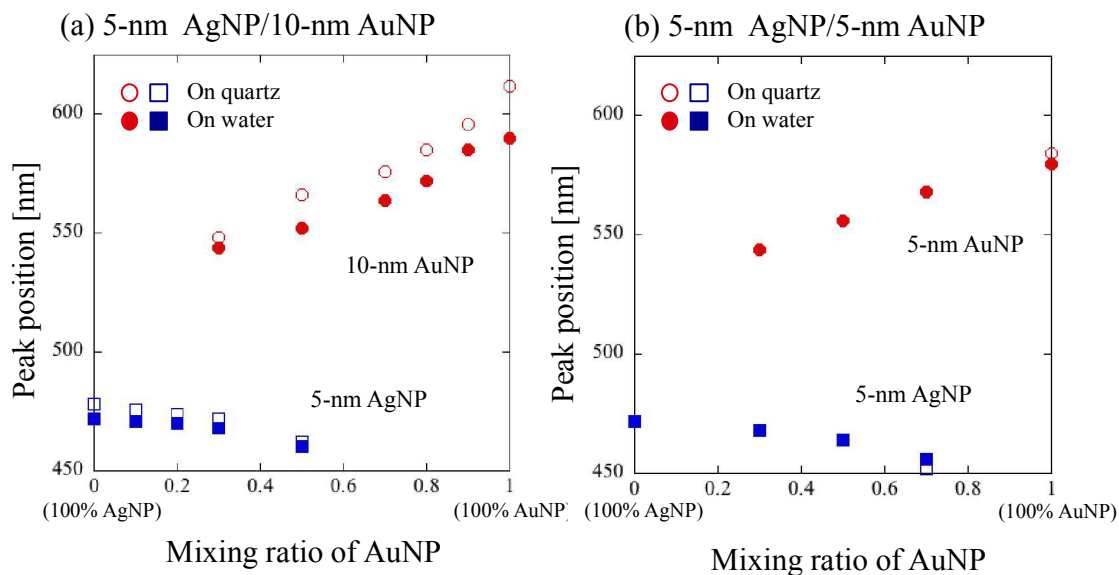 (a) 5-nm AgNP/10-nm AuNP
On quartz
On water
600
550
500
450
Peak position [nm]
10-nm AuNP
5-nm AgNP
0 0.2 0.4 0.6 0.8 1
(100% AgNP) (100% AuNP)
Mixing ratio of AuNP
(b) 5-nm AgNP/5-nm AuNP
On quartz
On water
600
550
500
450
Peak position [nm]
5-nm AuNP
5-nm AgNP
0 0.2 0.4 0.6 0.8 1
(100% AgNP) (100% AuNP)
Mixing ratio of AuNP